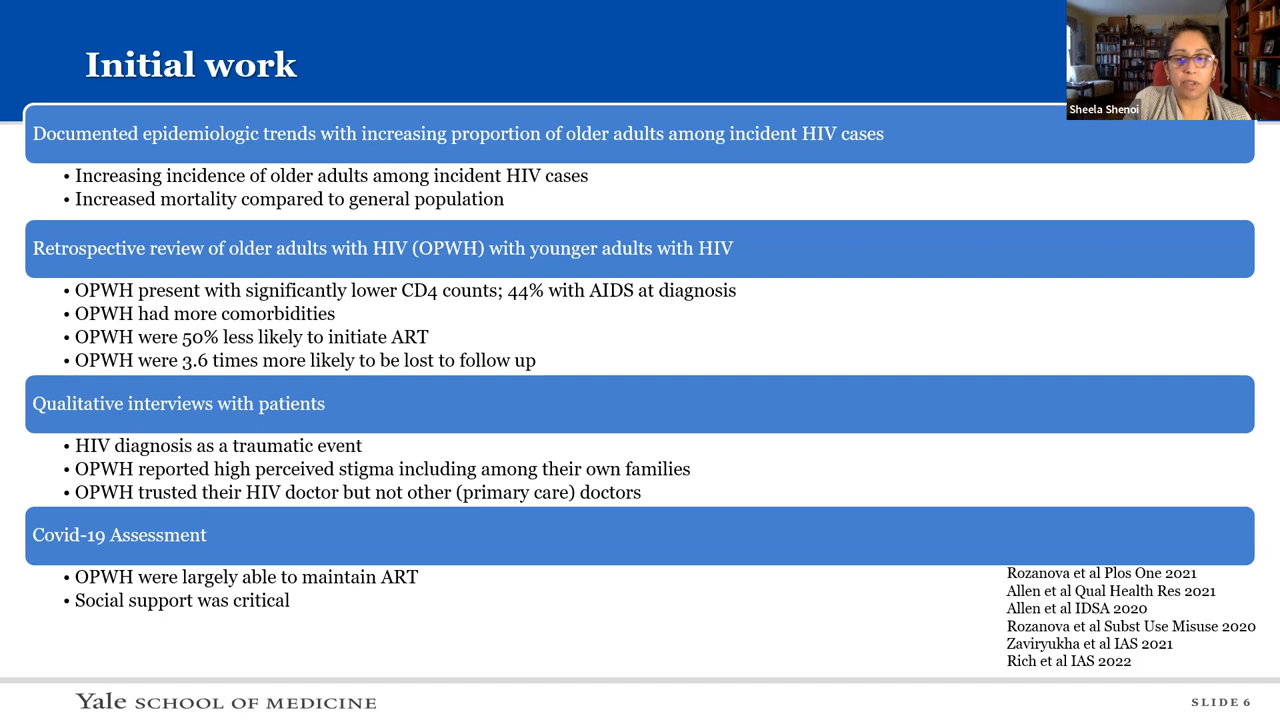 Initial work
Sheela Shenoi
Documented epidemiologic trends with increasing proportion of older adults among incident HIV cases
• Increasing incidence of older adults among incident HIV cases
• Increased mortality compared to general population
Retrospective review of older adults with HIV (OPWH) with younger adults with HIV
• OPWH present with significantly lower CD4 counts; 44% with AIDS at diagnosis
• OPWH had more comorbidities
• OPWH were 50% less likely to initiate ART
• OPWH were 3.6 times more likely to be lost to follow up
Qualitative interviews with patients
• HIV diagnosis as a traumatic event
• OPWH reported high perceived stigma including among their own families
• OPWH trusted their HIV doctor but not other (primary care) doctors
Covid-19 Assessment
• OPWH were largely able to maintain ART
• Social support was critical
Rozanova et al Plos One 2021
Allen et al Qual Health Res 2021
Allen et al IDSA 2020
Rozanova et al Subst Use Misuse 2020
Zaviryukha et al IAS 2021
Rich et al IAS 2022
Yale SCHOOL OF MEDICINE
SLIDE 6